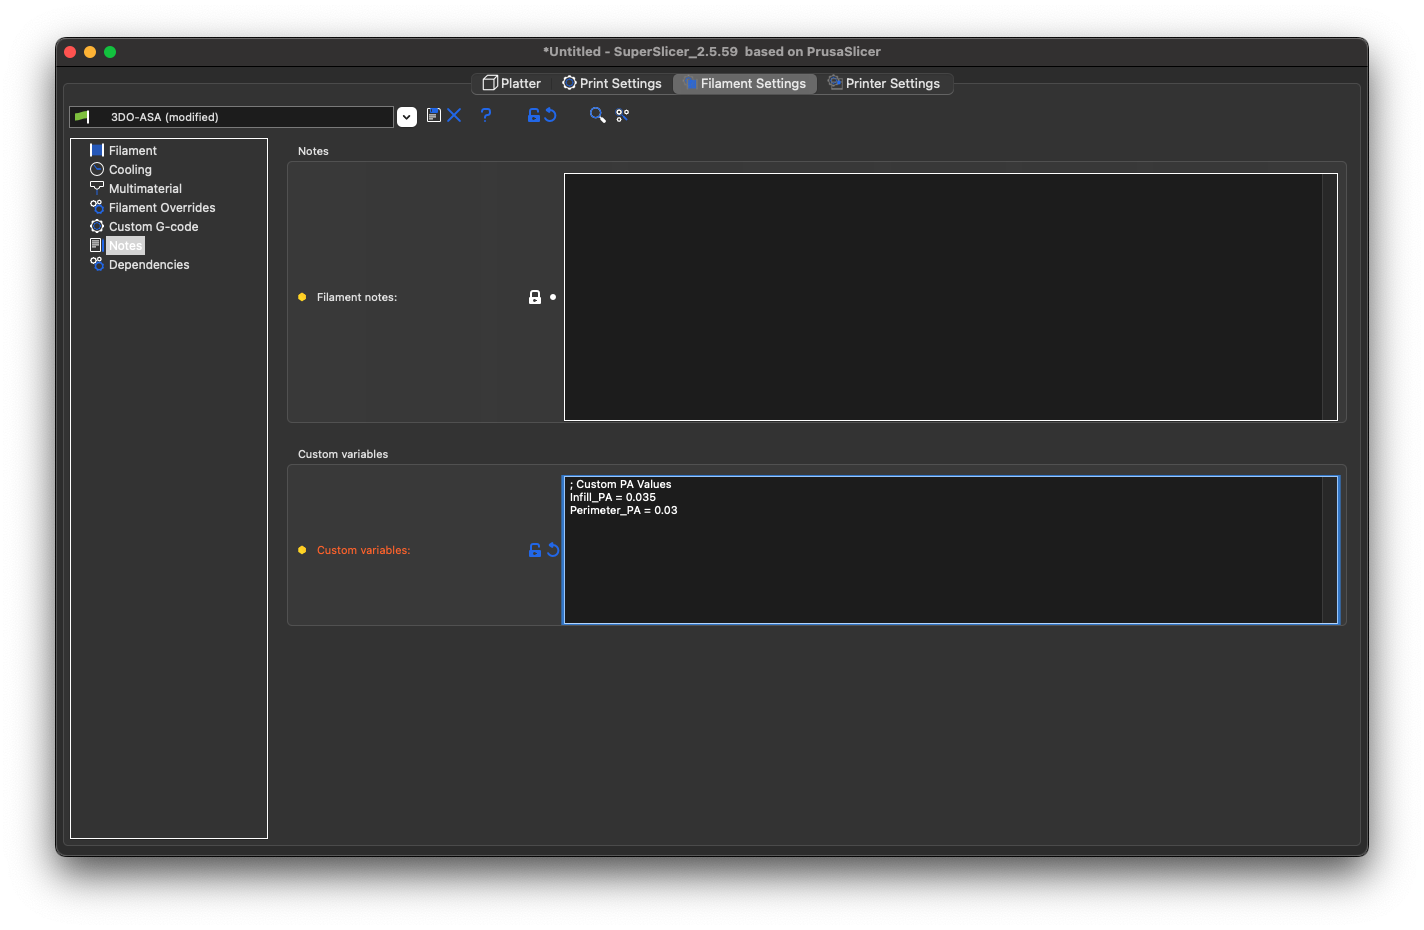 *Untitled - SuperSlicer_2.5.59 based on PrusaSlicer
Platter
Print Settings
Filament Settings
Printer Settings
3DO-ASA (modified)
?
Filament
Cooling
Multimaterial
Filament Overrides
Custom G-code
Notes
Dependencies
Notes
Filament notes:
Custom variables
Custom variables:
; Custom PA Values
Infill_PA = 0.035
Perimeter_PA = 0.03